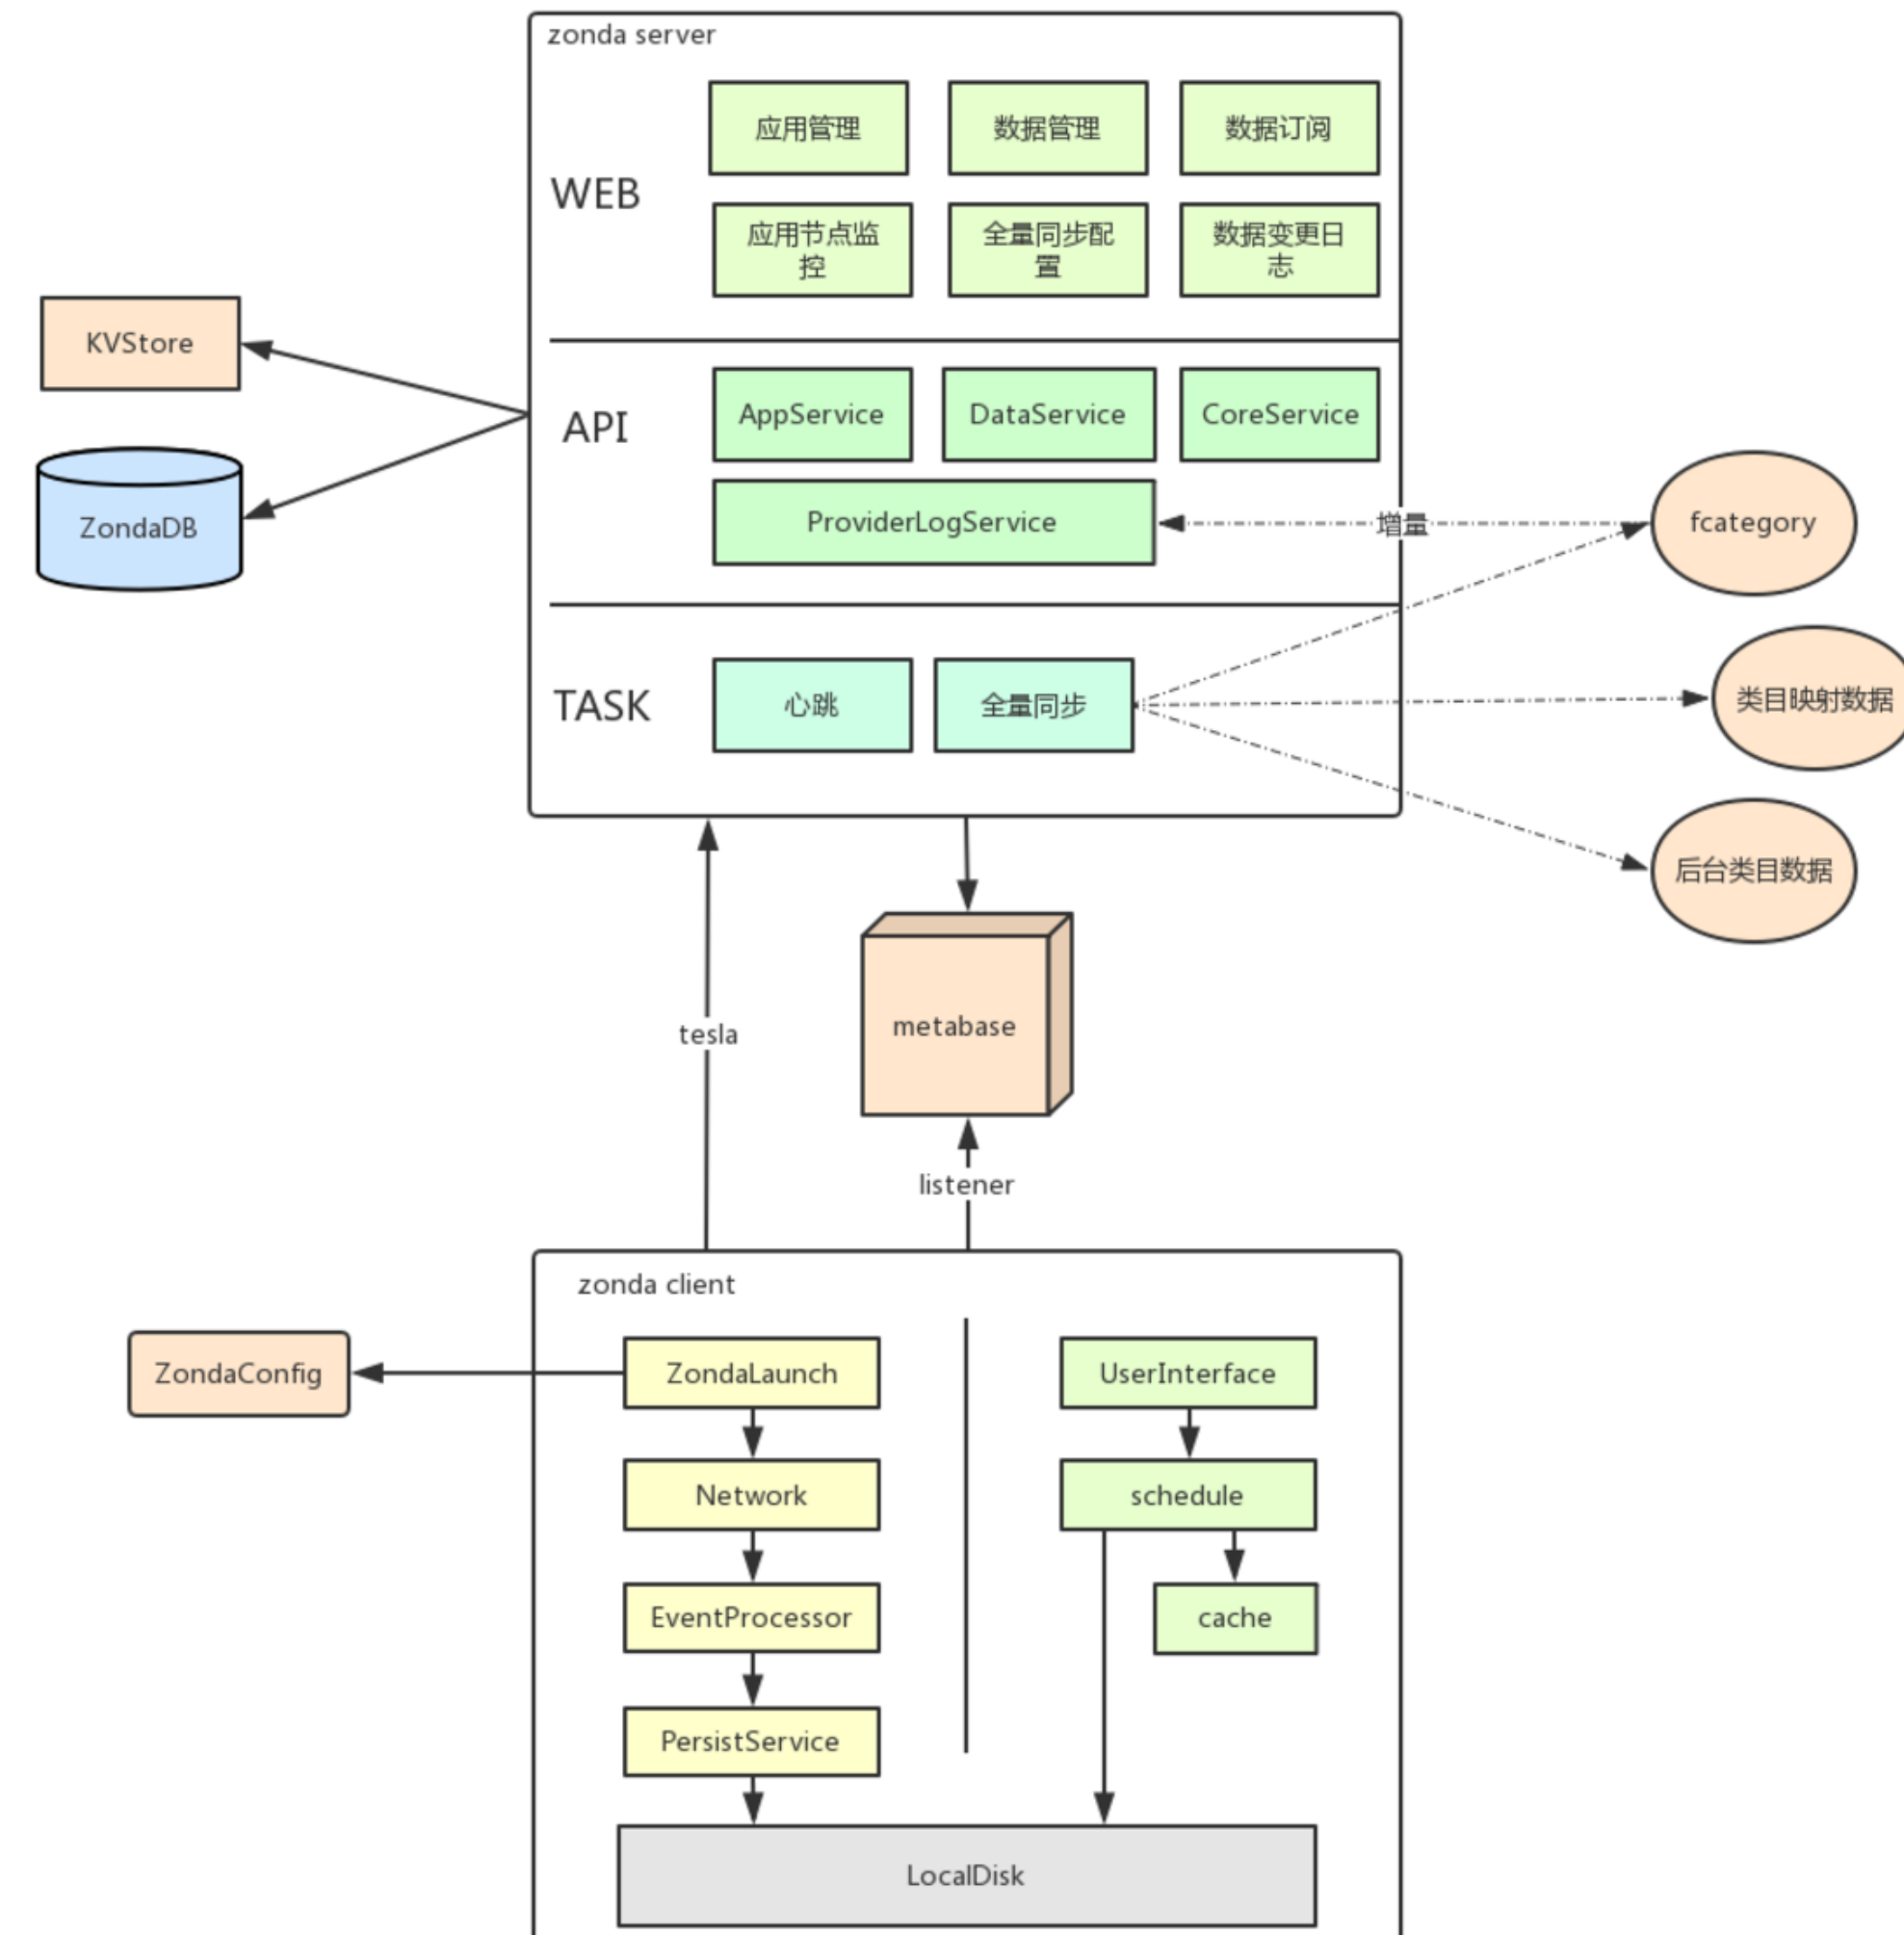 zonda server
WEB
应用管理
数据管理
数据订阅
应用节点监
控
全量同步配
置
数据变更日
志
KVStore
ZondaDB
API
AppService
DataService
CoreService
ProviderLogService
增量
fcategory
TASK
心跳
全量同步
类目映射数据
后台类目数据
tesla
metabase
listener
zonda client
ZondaConfig
ZondaLaunch
UserInterface
Network
schedule
EventProcessor
cache
PersistService
LocalDisk